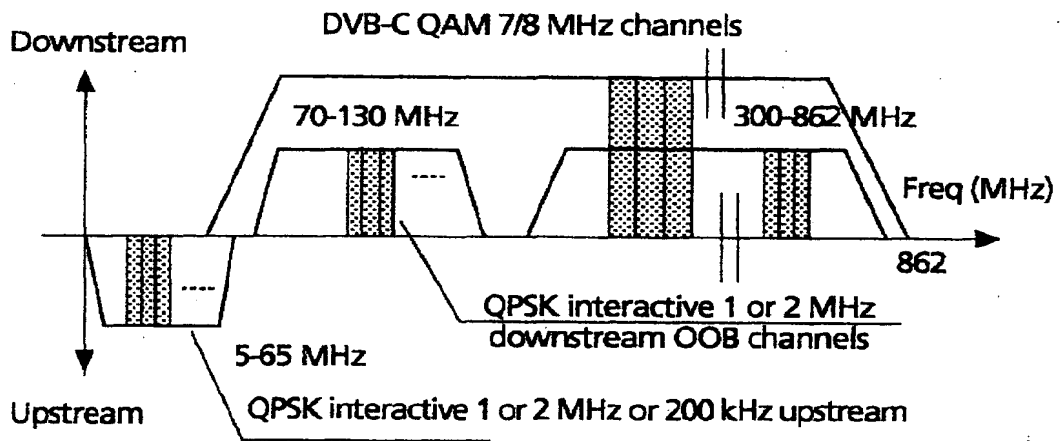 DVB-C QAM 7/8 MHz channels
Downstream
70-130 MHz
300-862 MHz
Freq (MHz)
862
QPSK interactive 1 or 2 MHz
downstream OOB channels
5-65 MHz
QPSK interactive 1 or 2 MHz or 200 kHz upstream
Upstream